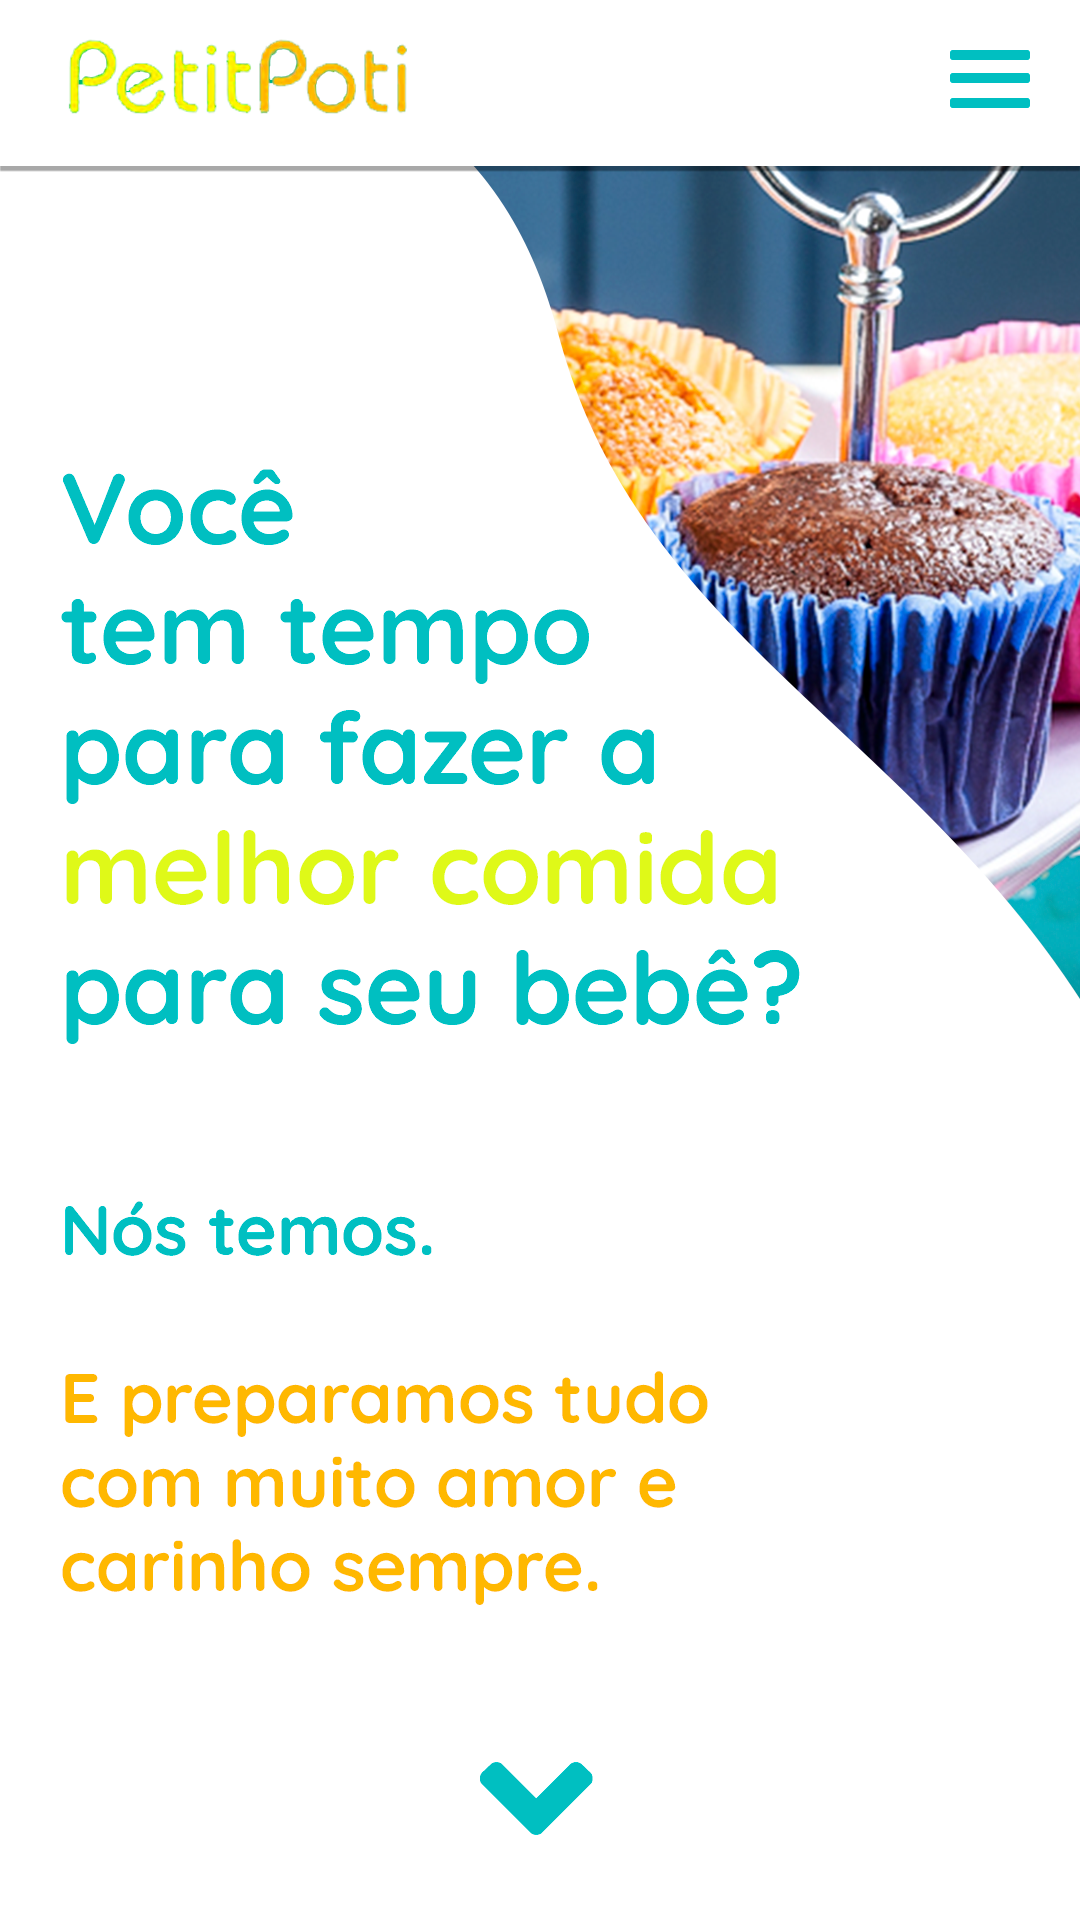 PetitPoti
Você
tem tempo
para fazer a
melhor comida
para seu bebê?
Nós temos.
E preparamos tudo
com muito amor e
carinho sempre.